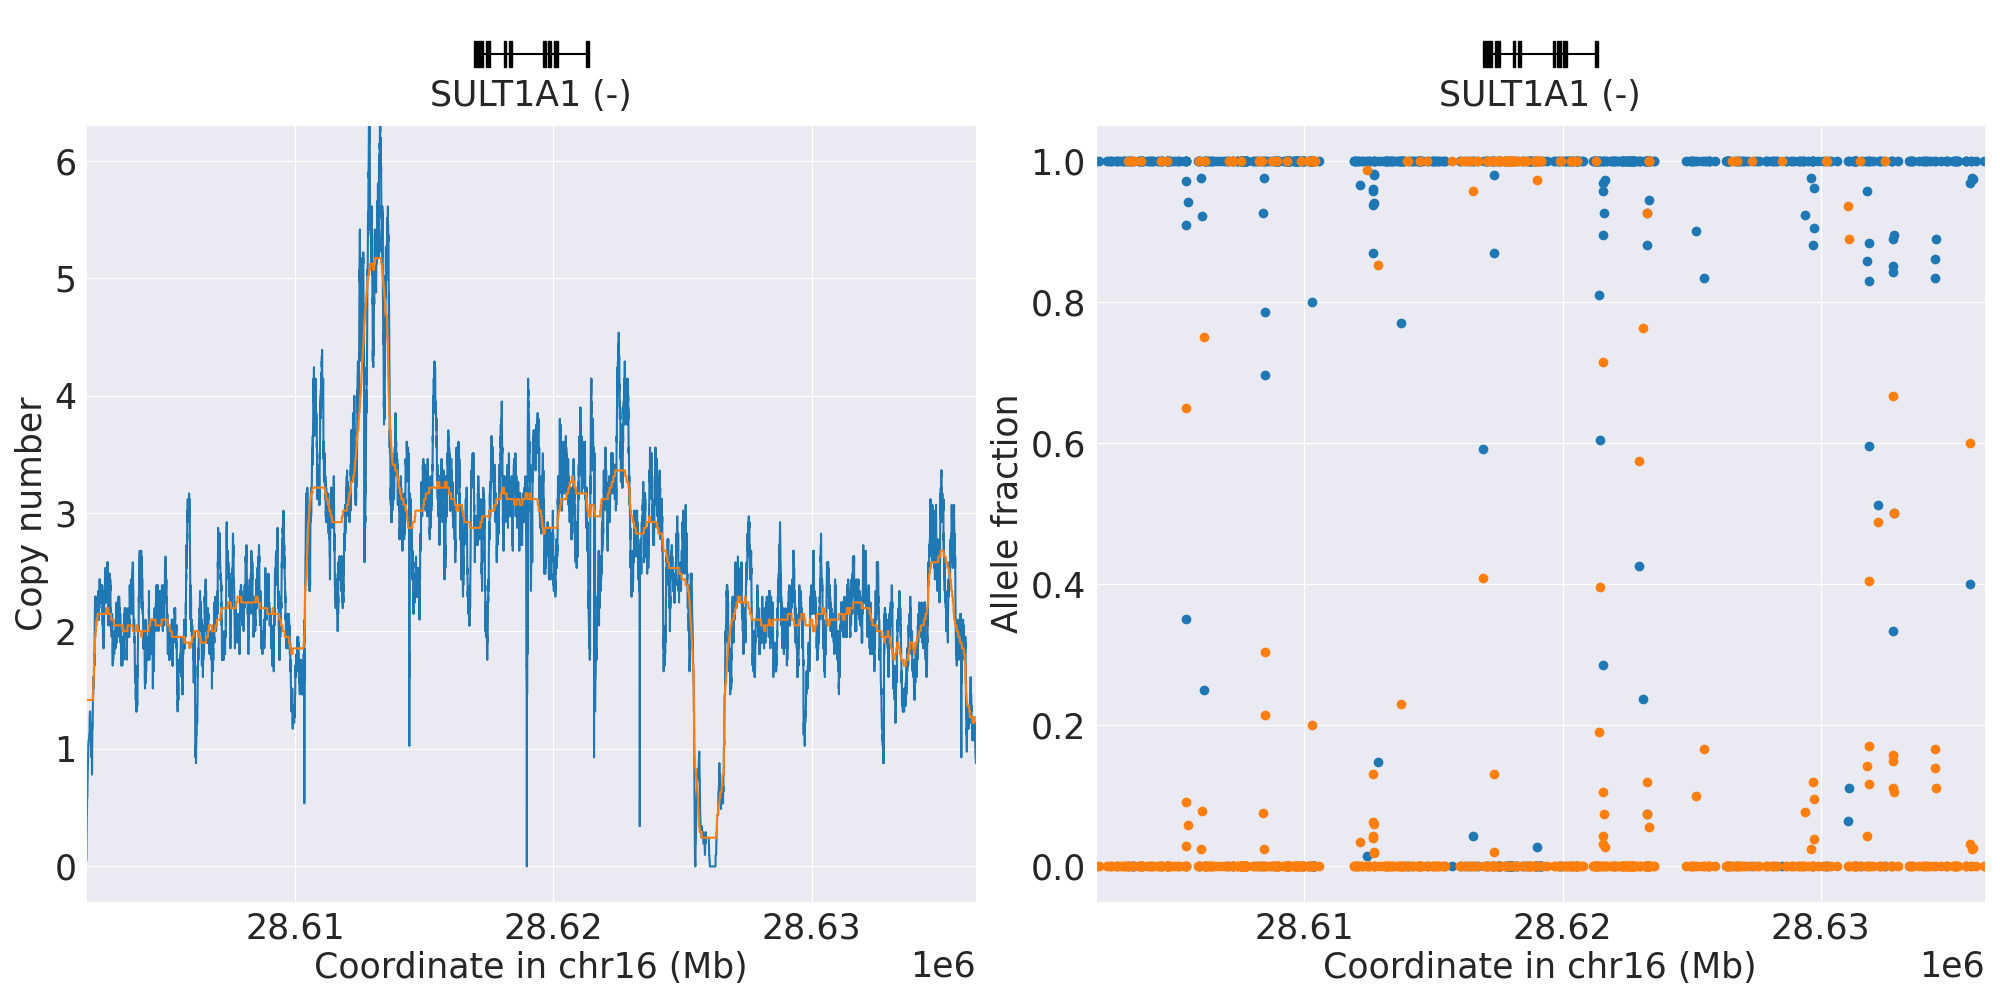 SULT1A1 (-)
SULT1A1 (-)
Copy number
6
5
4
3
2
1
0
28.61
28.62
28.63
Coordinate in chr16 (Mb)
1e6
Allele fraction
1.0
0.8
0.6
0.4
0.2
0.0
28.61
28.62
28.63
Coordinate in chr16 (Mb)
1e6